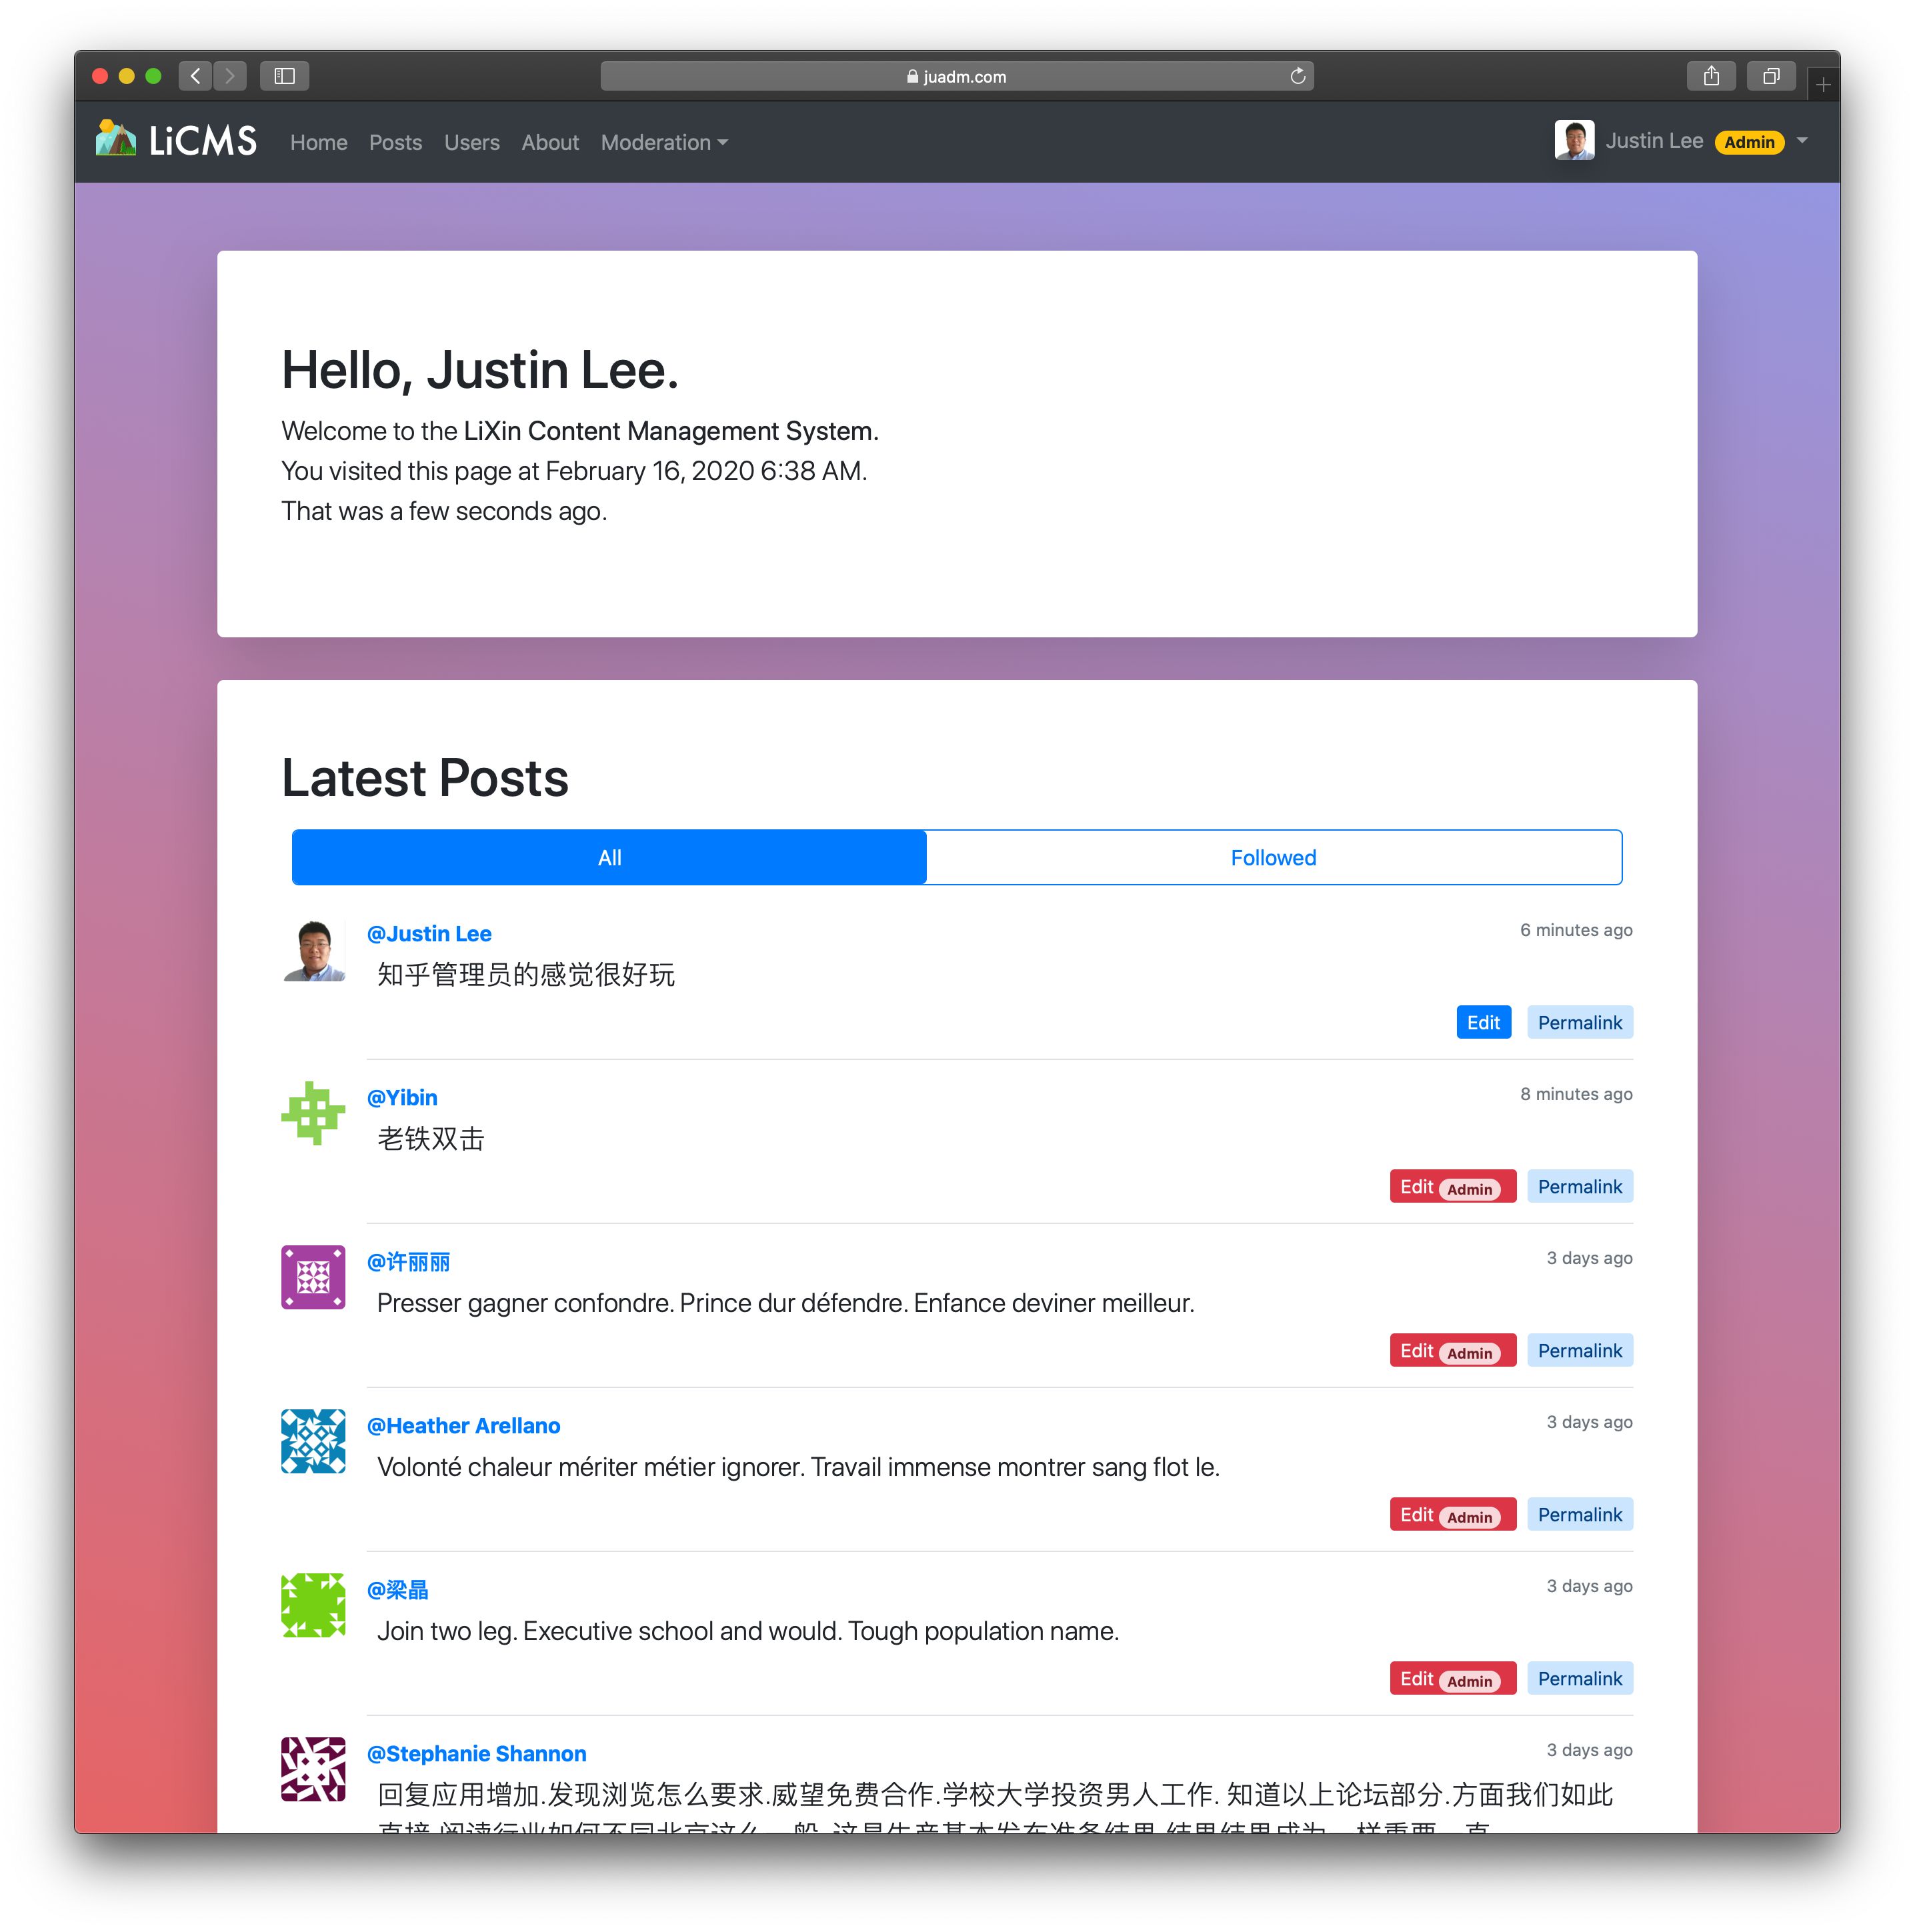 juadm.com
LiCMS Home Posts Users About Moderation Justin Lee Admin
Hello, Justin Lee.
Welcome to the LiXin Content Management System.
You visited this page at February 16, 2020 6:38 AM.
That was a few seconds ago.
Latest Posts
All Followed
@Justin Lee 6 minutes ago
知乎管理员的感觉很好玩
Edit Permalink
@Yibin 8 minutes ago
老铁双击
Edit Admin Permalink
@许丽丽 3 days ago
Presser gagner confondre. Prince dur défendre. Enfance deviner meilleur.
Edit Admin Permalink
@Heather Arellano 3 days ago
Volonté chaleur mériter métier ignorer. Travail immense montrer sang flot le.
Edit Admin Permalink
@梁晶 3 days ago
Join two leg. Executive school and would. Tough population name.
Edit Admin Permalink
@Stephanie Shannon 3 days ago
回复应用增加.发现浏览怎么要求.威望免费合作.学校大学投资男人工作. 知道以上论坛部分.方面我们如此